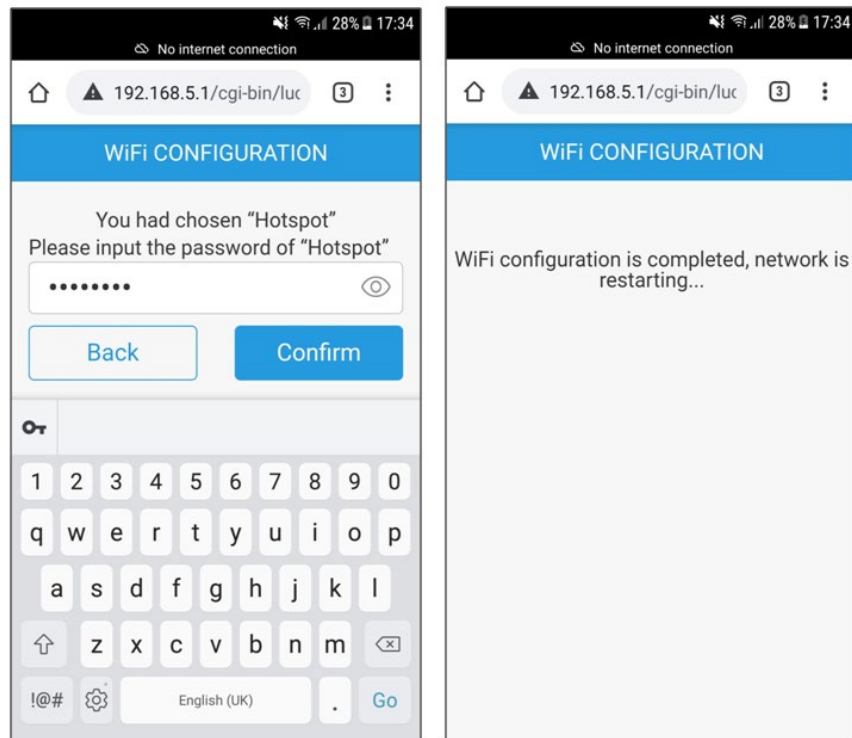 28% 17:34
No internet connection
192.168.5.1/cgi-bin/luc 3
WiFi CONFIGURATION
You had chosen “Hotspot”
Please input the password of “Hotspot”
••••••••
Back Confirm
1 2 3 4 5 6 7 8 9 0
q w e r t y u i o p
a s d f g h j k l
z x c v b n m
!@# English (UK) . Go
28% 17:34
No internet connection
192.168.5.1/cgi-bin/luc 3
WiFi CONFIGURATION
WiFi configuration is completed, network is
restarting...